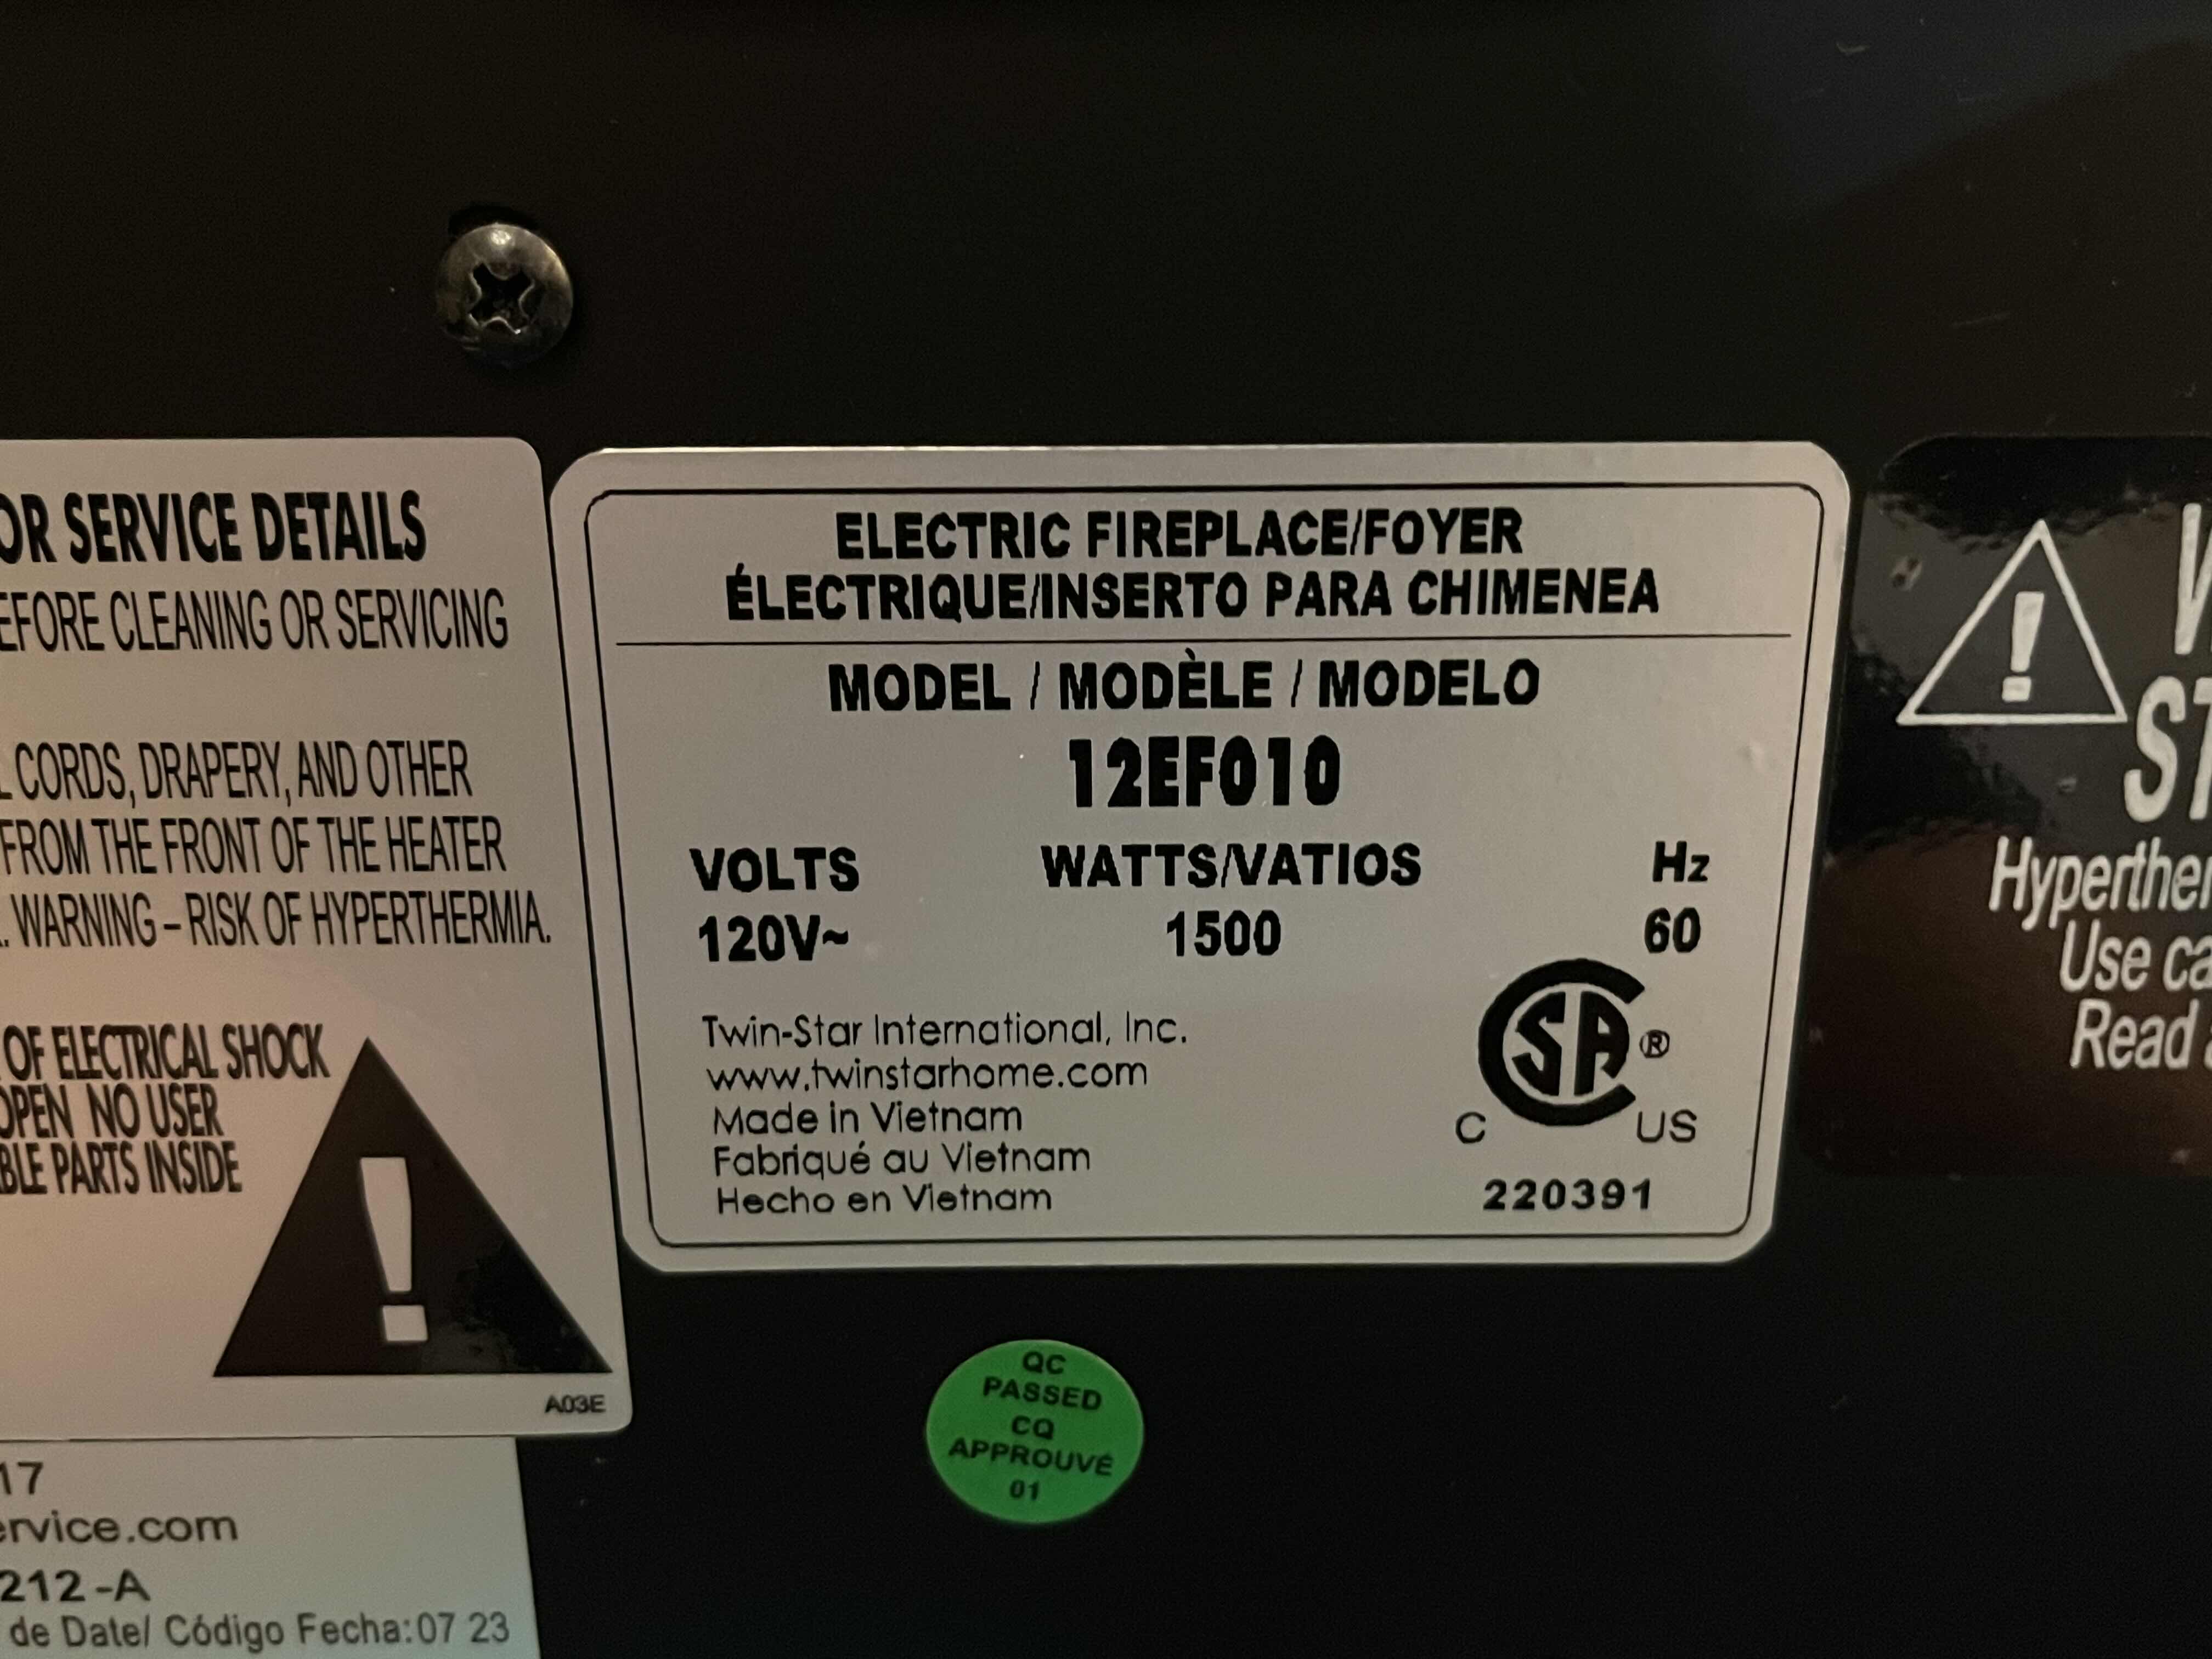 OR SERVICE DETAILS
EFORE CLEANING OR SERVICING
CORDS, DRAPERY, AND OTHER
FROM THE FRONT OF THE HEATER
. WARNING – RISK OF HYPERTHERMIA.
OF ELECTRICAL SHOCK
OPEN NO USER
BLE PARTS INSIDE
!
A03E
17
ervice.com
212-A
de Date/ Código Fecha:07 23
ELECTRIC FIREPLACE/FOYER
ÉLECTRIQUE/INSERTO PARA CHIMENEA
MODEL / MODÈLE / MODELO
12EF010
VOLTS WATTS/VATIOS Hz
120V~ 1500 60
Twin-Star International, Inc.
www.twinstarhome.com
Made in Vietnam
Fabriqué au Vietnam
Hecho en Vietnam
CSA ®
C US
220391
QC
PASSED
CQ
APPROUVÉ
01
!
ST
Hyperther
Use ca
Read